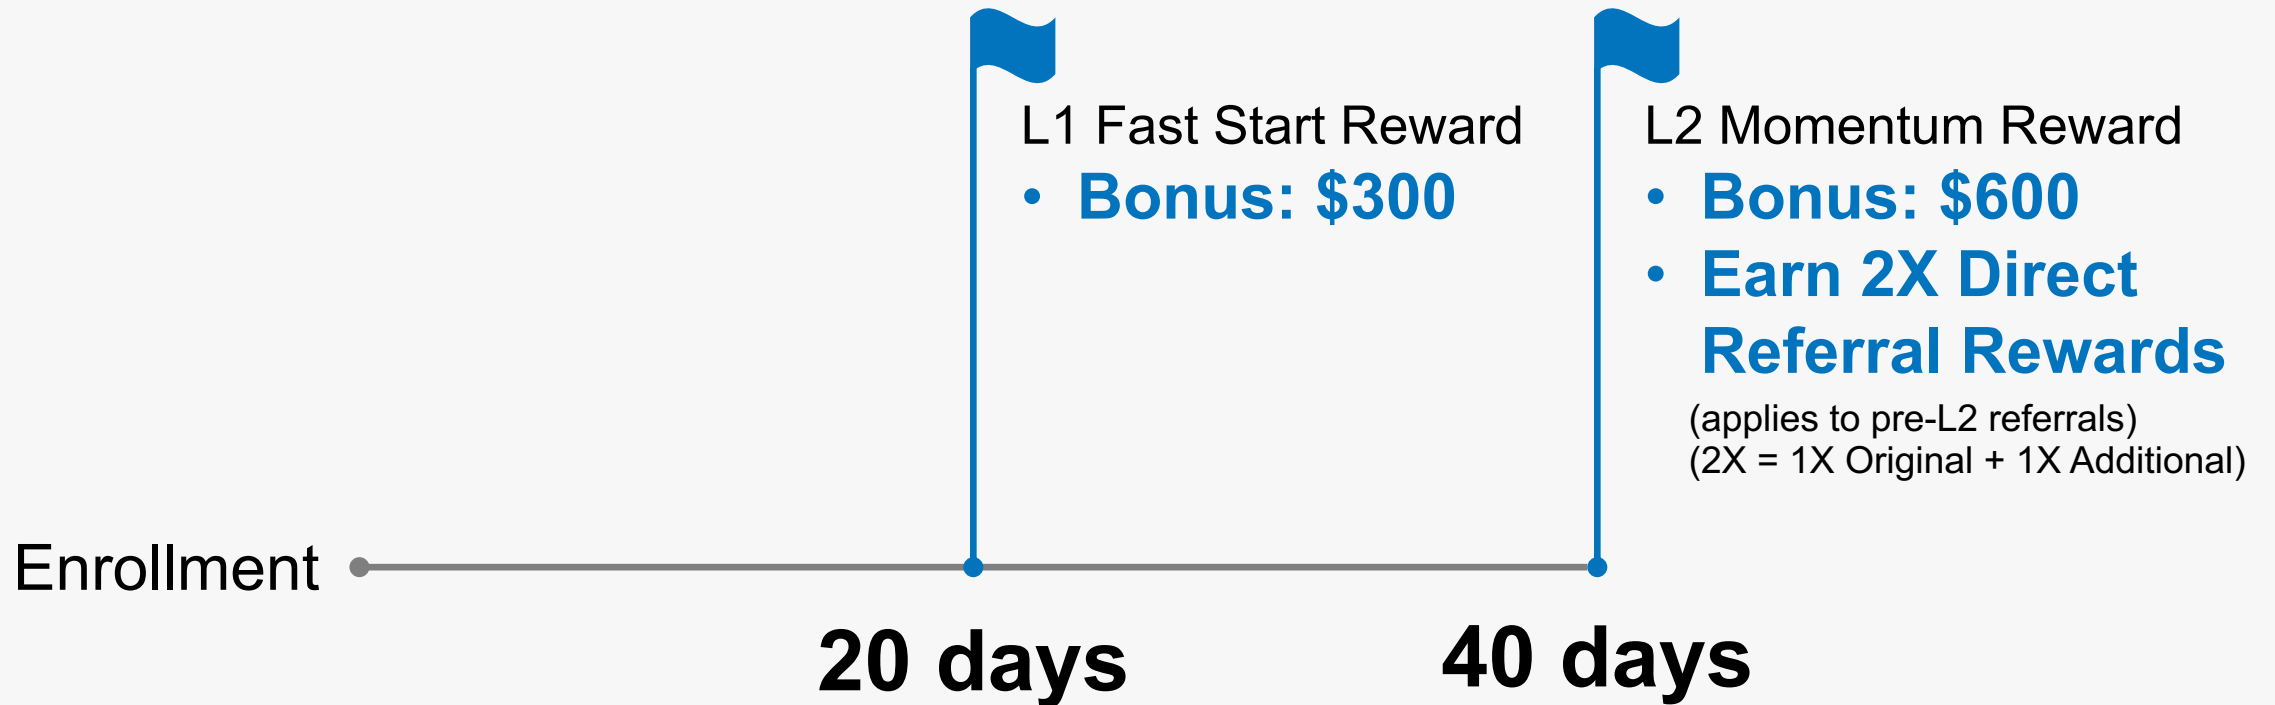 L1 Fast Start Reward
• Bonus: $300
L2 Momentum Reward
• Bonus: $600
• Earn 2X Direct
Referral Rewards
(applies to pre-L2 referrals)
(2X = 1X Original + 1X Additional)
Enrollment
20 days
40 days